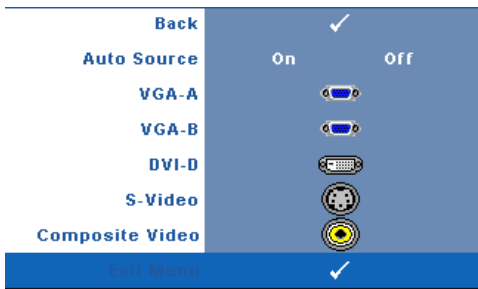 Back
Auto Source On Off
VGA-A
VGA-B
DVI-D
S-Video
Composite Video
Exit Menu